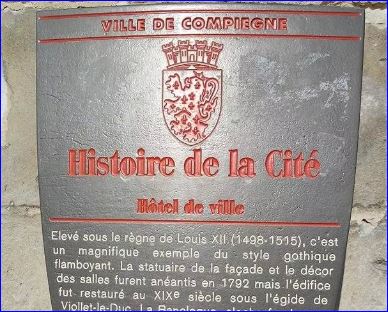 VILLE DE COMPIEGNE
Histoire de la Cité
Hôtel de ville
Elevé sous le règne de Louis XII (1498-1515), c'est
un magnifique exemple du style gothique
flamboyant. La statuaire de la façade et le décor
des salles furent anéantis en 1792 mais l'édifice
fut restauré au XIXe siècle sous l'égide de
Viollet-le-Duc. La